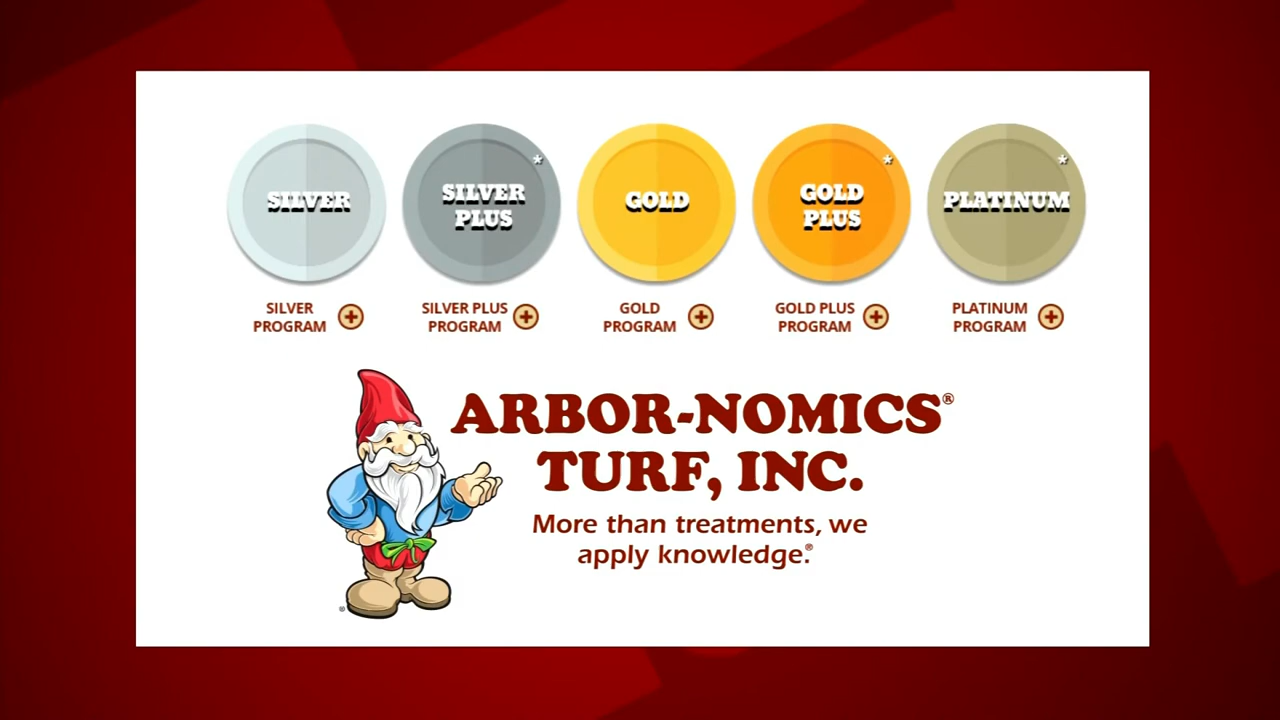 SILVER
SILVER
PLUS
*
GOLD
GOLD
PLUS
*
PLATINUM
*
SILVER
PROGRAM
SILVER PLUS
PROGRAM
GOLD
PROGRAM
GOLD PLUS
PROGRAM
PLATINUM
PROGRAM
ARBOR-NOMICS®
TURF, INC.
More than treatments, we
apply knowledge.®
®